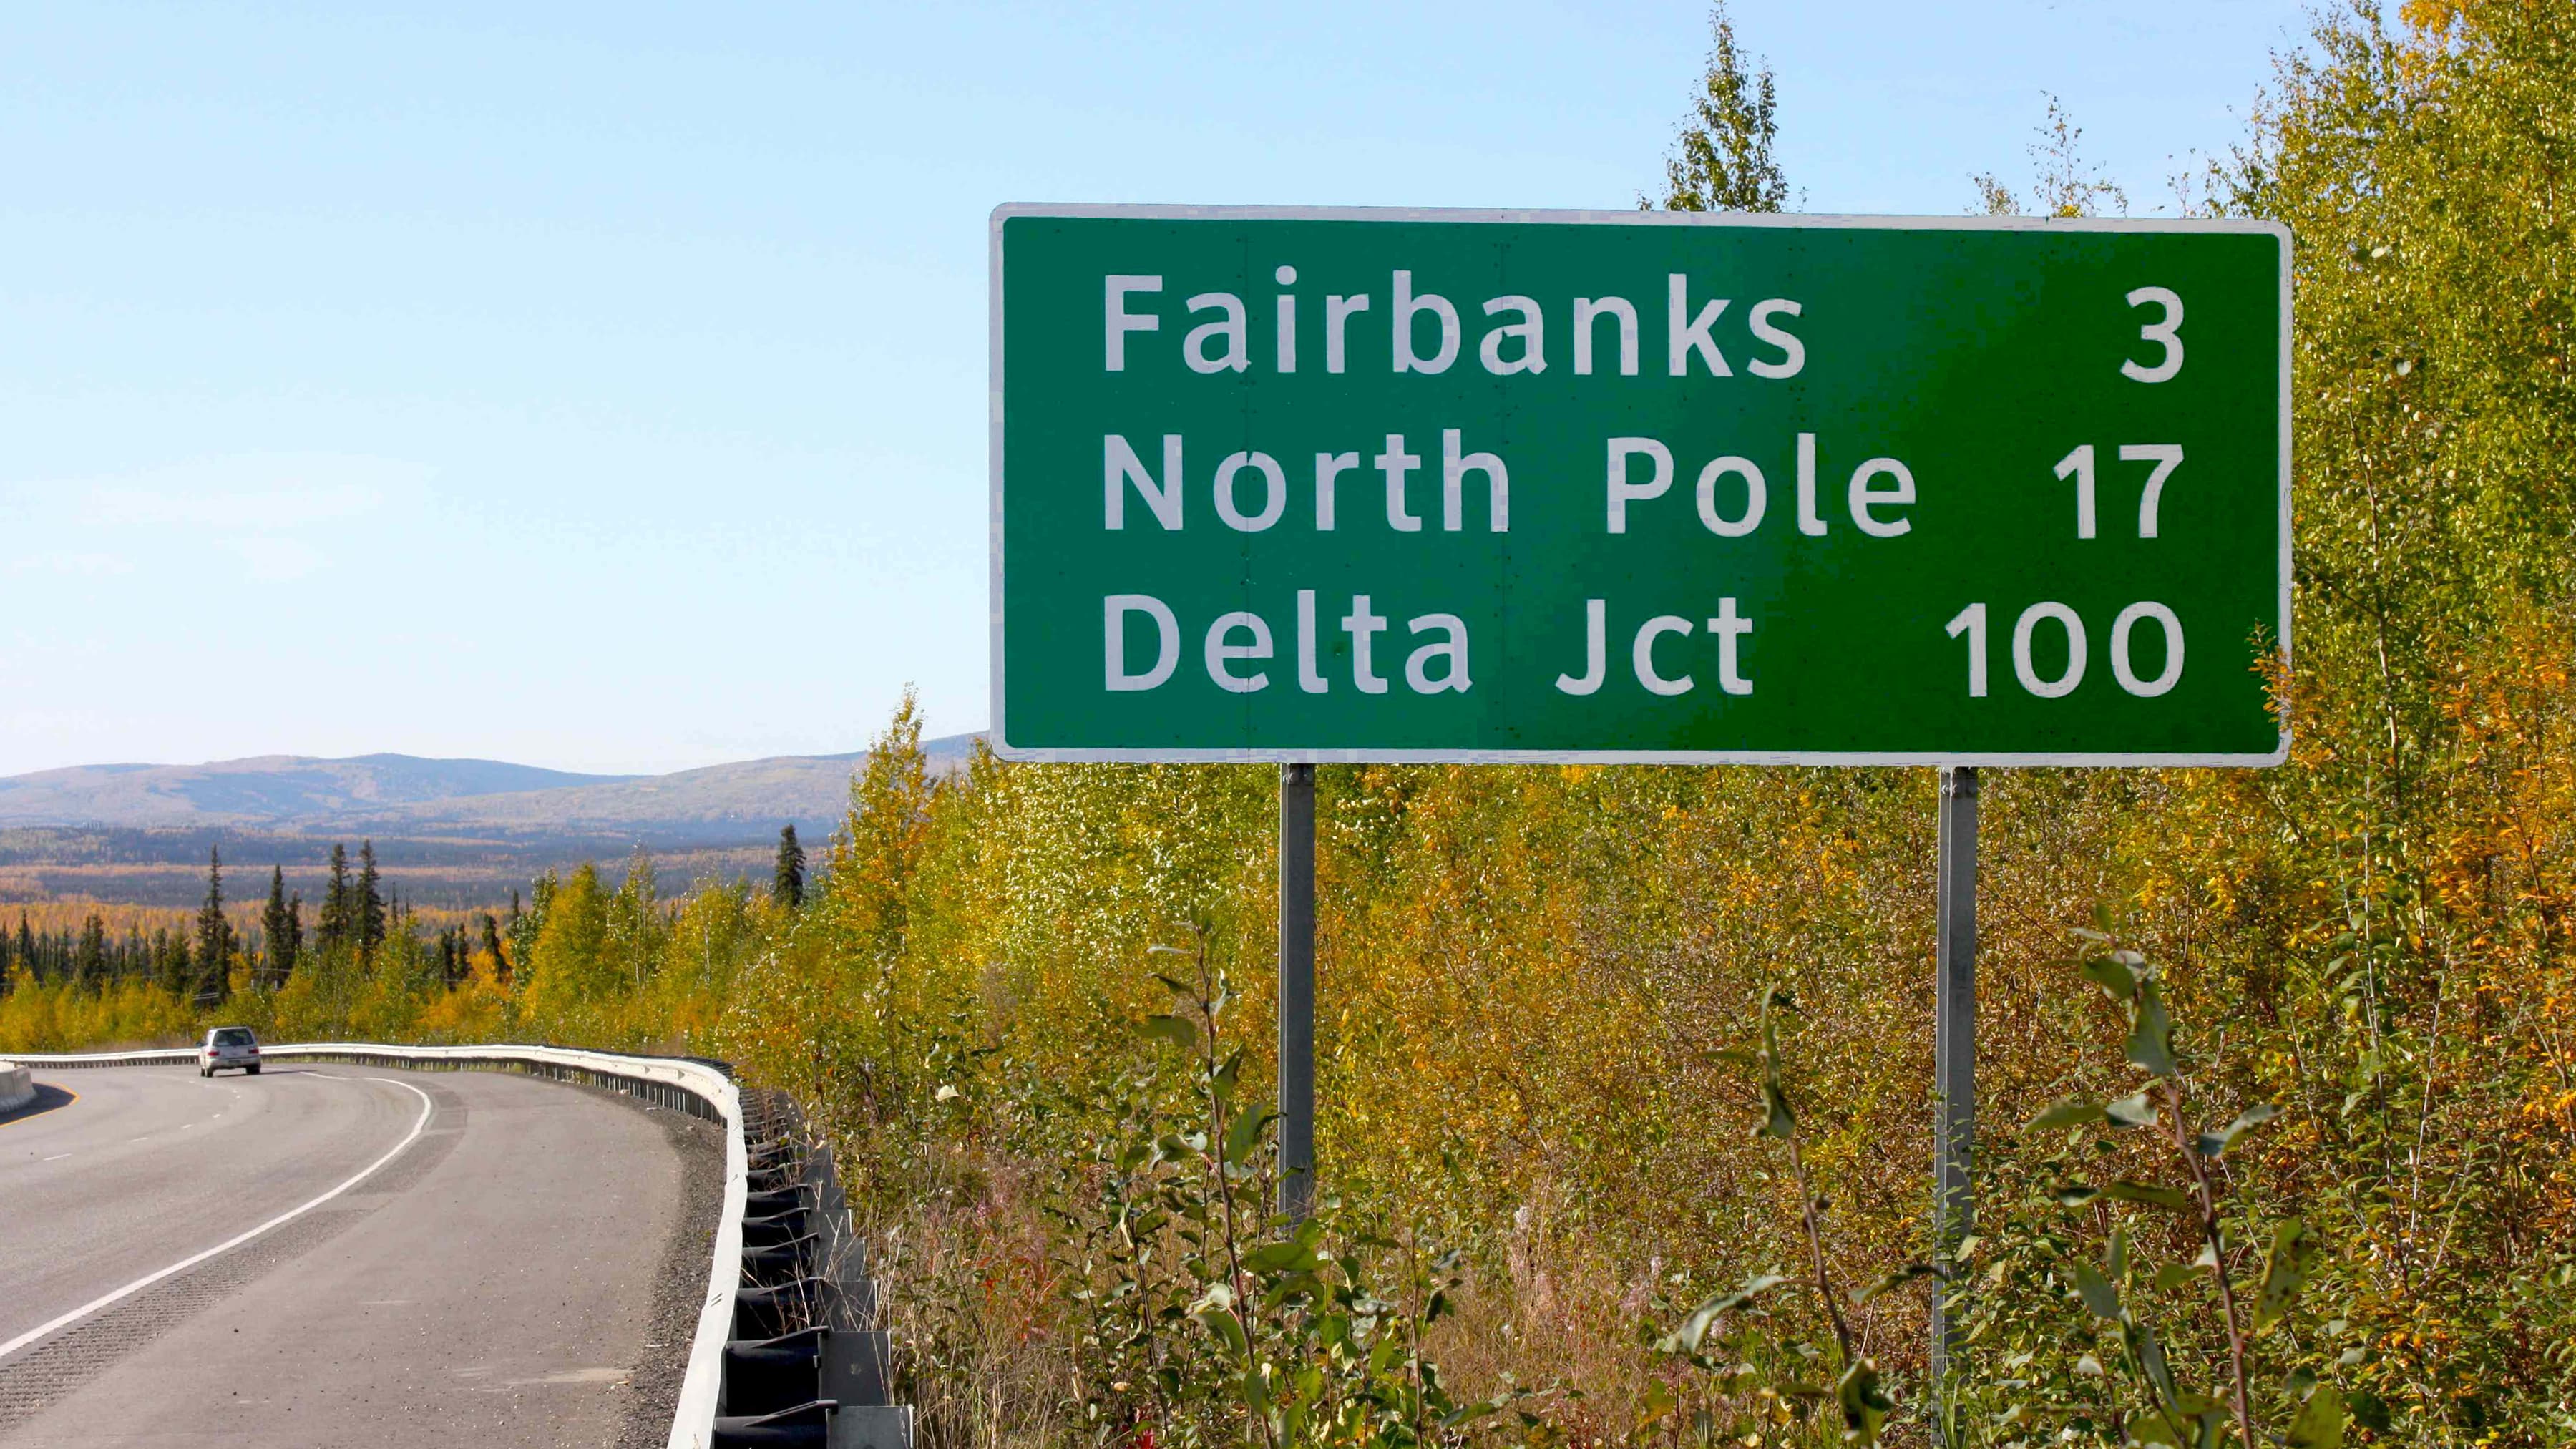 Fairbanks 3
North Pole 17
Delta Jct 100